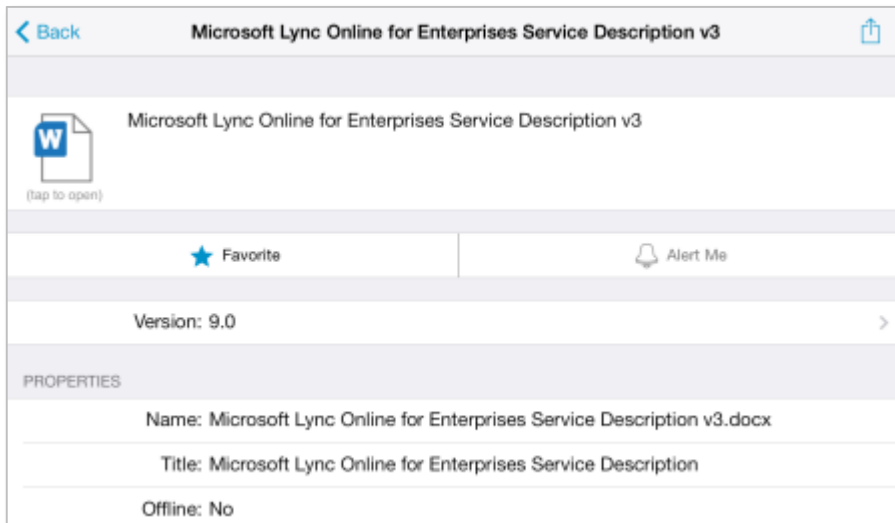 Back Microsoft Lync Online for Enterprises Service Description v3
Microsoft Lync Online for Enterprises Service Description v3
W
(tap to open)
Favorite Alert Me
Version: 9.0
PROPERTIES
Name: Microsoft Lync Online for Enterprises Service Description v3.docx
Title: Microsoft Lync Online for Enterprises Service Description
Offline: No